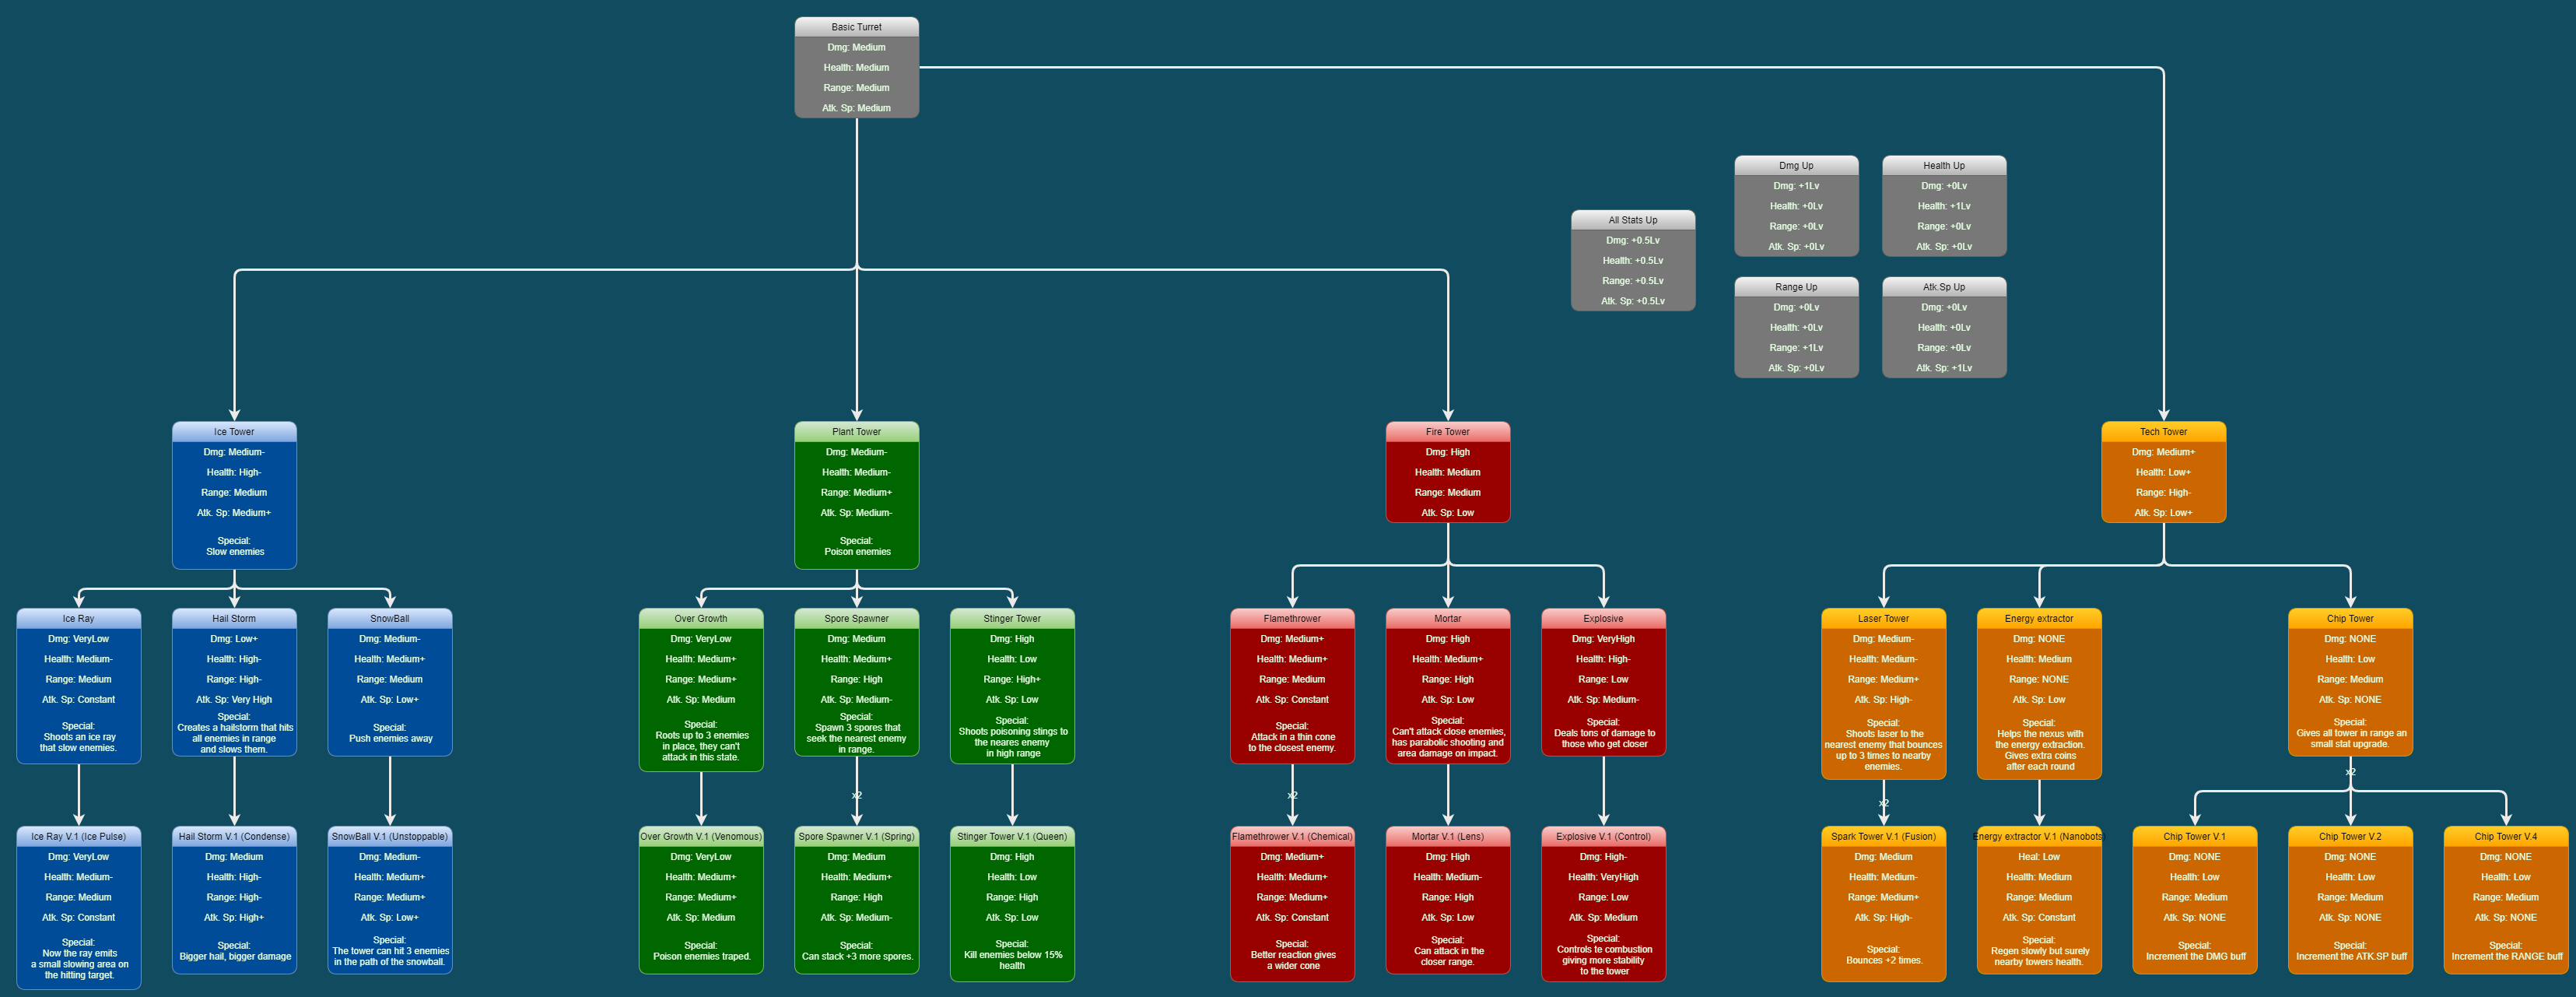 Basic Turret
Dmg: Medium
Health: Medium
Range: Medium
Atk. Sp: Medium
All Stats Up
Dmg: +0.5Lv
Health: +0.5Lv
Range: +0.5Lv
Atk. Sp: +0.5Lv
Dmg Up
Dmg: +1Lv
Health: +0Lv
Range: +0Lv
Atk. Sp: +0Lv
Health Up
Dmg: +0Lv
Health: +1Lv
Range: +0Lv
Atk. Sp: +0Lv
Range Up
Dmg: +0Lv
Health: +0Lv
Range: +1Lv
Atk. Sp: +0Lv
Atk.Sp Up
Dmg: +0Lv
Health: +0Lv
Range: +0Lv
Atk. Sp: +1Lv
Ice Tower
Dmg: Medium-
Health: High-
Range: Medium
Atk. Sp: Medium+
Special:
Slow enemies
Plant Tower
Dmg: Medium-
Health: Medium-
Range: Medium+
Atk. Sp: Medium-
Special:
Poison enemies
Fire Tower
Dmg: High
Health: Medium
Range: Medium
Atk. Sp: Low
Tech Tower
Dmg: Medium+
Health: Low+
Range: High-
Atk. Sp: Low+
Ice Ray
Dmg: VeryLow
Health: Medium-
Range: Medium
Atk. Sp: Constant
Special:
Shoots an ice ray
that slow enemies.
Hail Storm
Dmg: Low+
Health: High-
Range: High-
Atk. Sp: Very High
Special:
Creates a hailstorm that hits
all enemies in range
and slows them.
SnowBall
Dmg: Medium-
Health: Medium+
Range: Medium
Atk. Sp: Low+
Special:
Push enemies away
Over Growth
Dmg: VeryLow
Health: Medium+
Range: Medium+
Atk. Sp: Medium
Special:
Roots up to 3 enemies
in place, they can't
attack in this state.
Spore Spawner
Dmg: Medium
Health: Medium+
Range: High
Atk. Sp: Medium-
Special:
Spawn 3 spores that
seek the nearest enemy
in range.
Stinger Tower
Dmg: High
Health: Low
Range: High+
Atk. Sp: Low
Special:
Shoots poisoning stings to
the neares enemy
in high range
Flamethrower
Dmg: Medium+
Health: Medium+
Range: Medium
Atk. Sp: Constant
Special:
Attack in a thin cone
to the closest enemy.
Mortar
Dmg: High
Health: Medium+
Range: High
Atk. Sp: Low
Special:
Can't attack close enemies,
has parabolic shooting and
area damage on impact.
Explosive
Dmg: VeryHigh
Health: High-
Range: Low
Atk. Sp: Medium-
Special:
Deals tons of damage to
those who get closer
Laser Tower
Dmg: Medium-
Health: Medium-
Range: Medium+
Atk. Sp: High-
Special:
Shoots laser to the
nearest enemy that bounces
up to 3 times to nearby
enemies.
Energy extractor
Dmg: NONE
Health: Medium
Range: NONE
Atk. Sp: Low
Special:
Helps the nexus with
the energy extraction.
Gives extra coins
after each round
Chip Tower
Dmg: NONE
Health: Low
Range: Medium
Atk. Sp: NONE
Special:
Gives all tower in range an
small stat upgrade.
x2
x2
x2
x2
Ice Ray V.1 (Ice Pulse)
Dmg: VeryLow
Health: Medium-
Range: Medium
Atk. Sp: Constant
Special:
Now the ray emits
a small slowing area on
the hitting target.
Hail Storm V.1 (Condense)
Dmg: Medium
Health: High-
Range: High-
Atk. Sp: High+
Special:
Bigger hail, bigger damage
SnowBall V.1 (Unstoppable)
Dmg: Medium-
Health: Medium+
Range: Medium+
Atk. Sp: Low+
Special:
The tower can hit 3 enemies
in the path of the snowball.
Over Growth V.1 (Venomous)
Dmg: VeryLow
Health: Medium+
Range: Medium+
Atk. Sp: Medium
Special:
Poison enemies traped.
Spore Spawner V.1 (Spring)
Dmg: Medium
Health: Medium+
Range: High
Atk. Sp: Medium-
Special:
Can stack +3 more spores.
Stinger Tower V.1 (Queen)
Dmg: High
Health: Low
Range: High
Atk. Sp: Low
Special:
Kill enemies below 15%
health
Flamethrower V.1 (Chemical)
Dmg: Medium+
Health: Medium+
Range: Medium+
Atk. Sp: Constant
Special:
Better reaction gives
a wider cone
Mortar V.1 (Lens)
Dmg: High
Health: Medium-
Range: High
Atk. Sp: Low
Special:
Can attack in the
closer range.
Explosive V.1 (Control)
Dmg: High-
Health: VeryHigh
Range: Low
Atk. Sp: Medium
Special:
Controls te combustion
giving more stability
to the tower
Spark Tower V.1 (Fusion)
Dmg: Medium
Health: Medium-
Range: Medium+
Atk. Sp: High-
Special:
Bounces +2 times.
Energy extractor V.1 (Nanobots)
Heal: Low
Health: Medium
Range: Medium
Atk. Sp: Constant
Special:
Regen slowly but surely
nearby towers health.
Chip Tower V.1
Dmg: NONE
Health: Low
Range: Medium
Atk. Sp: NONE
Special:
Increment the DMG buff
Chip Tower V.2
Dmg: NONE
Health: Low
Range: Medium
Atk. Sp: NONE
Special:
Increment the ATK.SP buff
Chip Tower V.4
Dmg: NONE
Health: Low
Range: Medium
Atk. Sp: NONE
Special:
Increment the RANGE buff